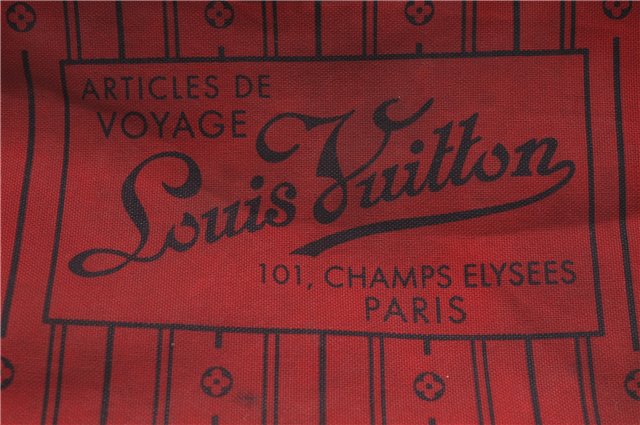 ARTICLES DE
VOYAGE
Louis Vuitton
101, CHAMPS ELYSEES
PARIS